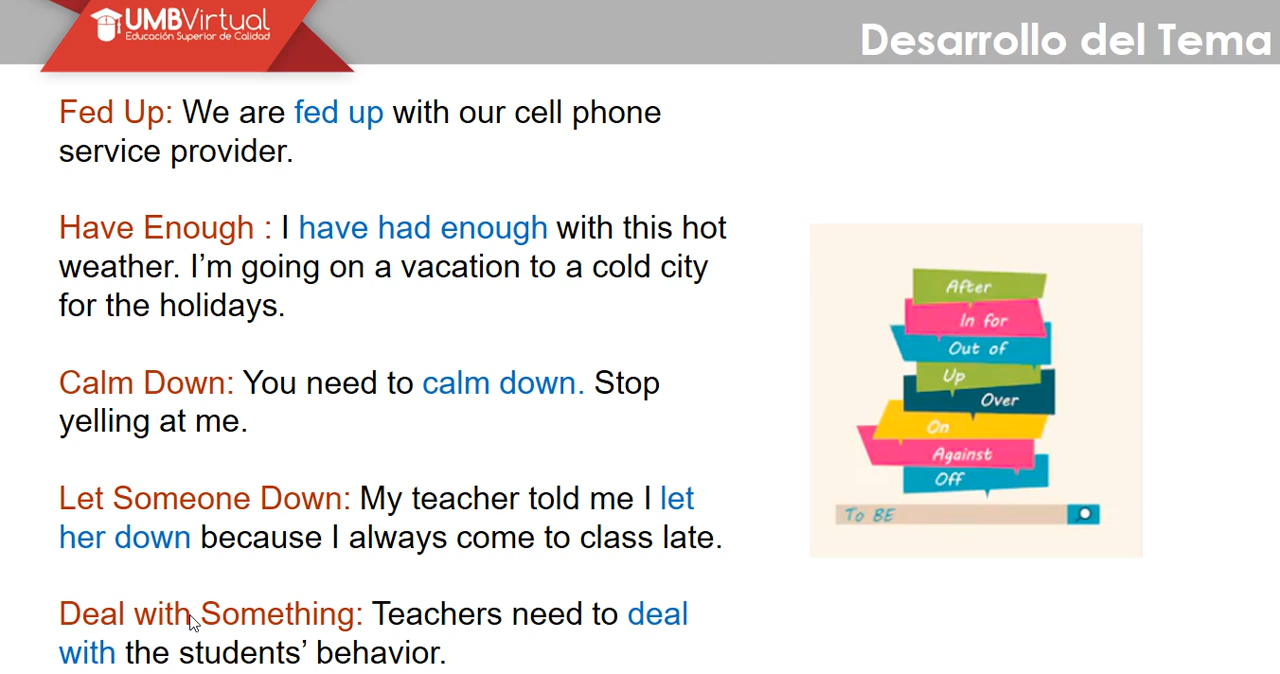 UMBVirtual
Educación Superior de Calidad
Desarrollo del Tema
Fed Up: We are fed up with our cell phone
service provider.
Have Enough : I have had enough with this hot
weather. I’m going on a vacation to a cold city
for the holidays.
Calm Down: You need to calm down. Stop
yelling at me.
Let Someone Down: My teacher told me I let
her down because I always come to class late.
Deal with Something: Teachers need to deal
with the students’ behavior.
After
In for
Out of
Up
Over
On
Against
Off
To BE